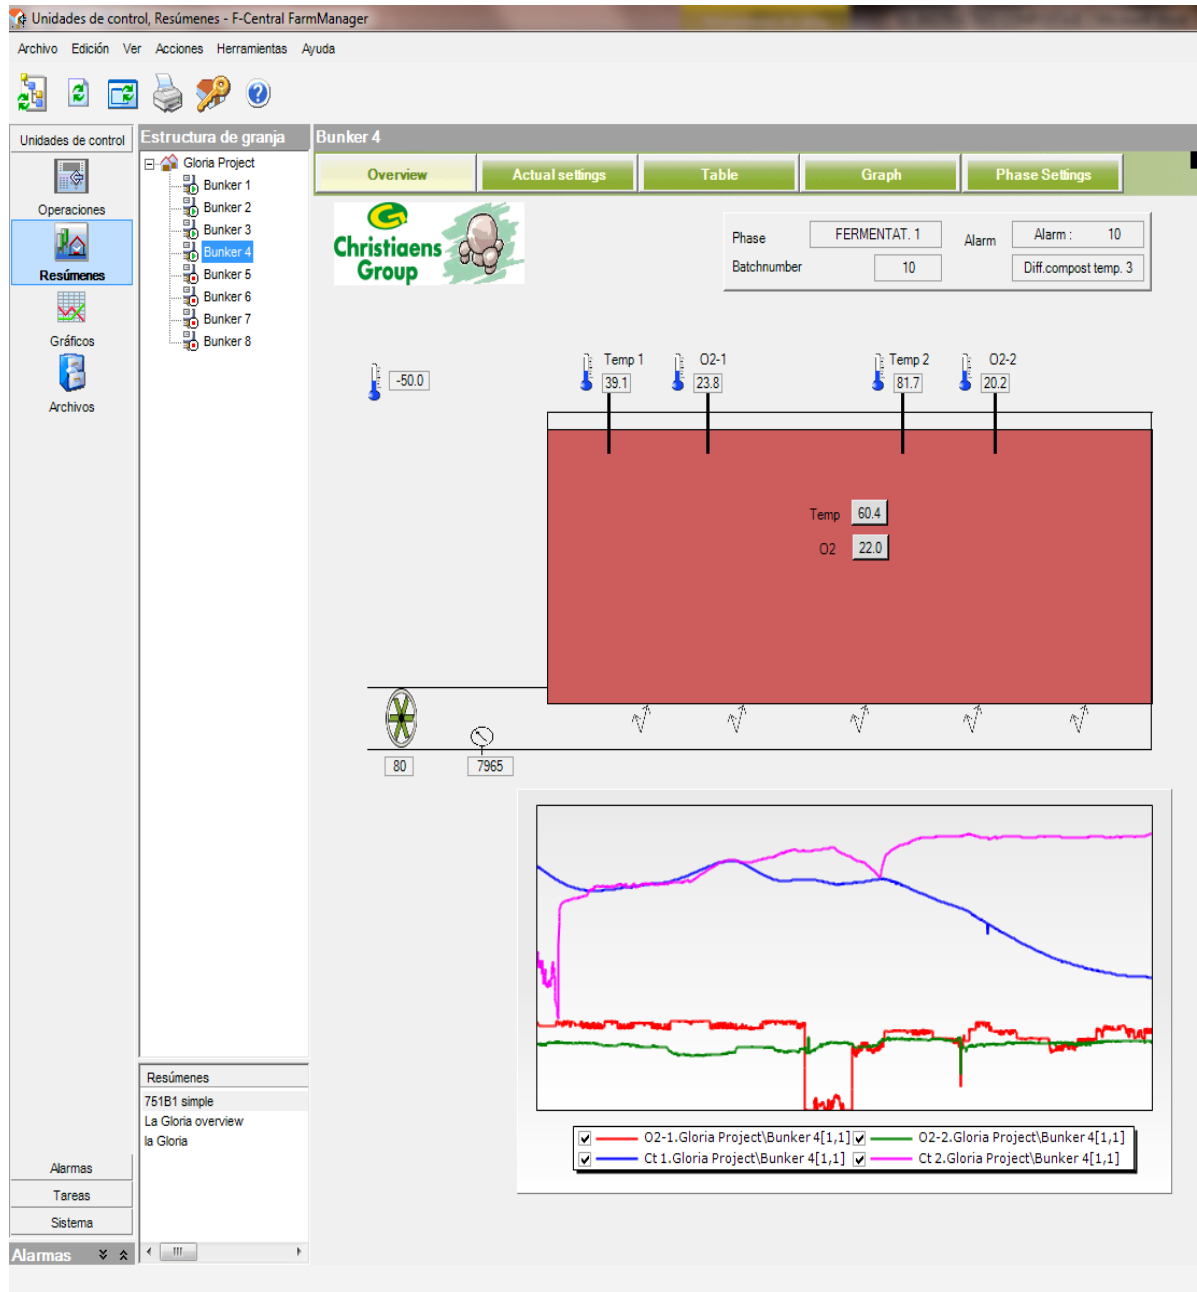 Unidades de control, Resúmenes - F-Central FarmManager
Archivo Edición Ver Acciones Herramientas Ayuda
Unidades de control
Operaciones
Resúmenes
Gráficos
Archivos
Estructura de granja
Gloria Project
Bunker 1
Bunker 2
Bunker 3
Bunker 4
Bunker 5
Bunker 6
Bunker 7
Bunker 8
Bunker 4
Overview Actual settings Table Graph Phase Settings
Christiaens
Group
Phase FERMENTAT. 1 Alarm Alarm : 10
Batchnumber 10 Diff.compost temp. 3
Temp 1 O2-1 Temp 2 O2-2
-50.0 39.1 23.8 81.7 20.2
Temp 60.4
O2 22.0
80 7965
O2-1.Gloria Project\Bunker 4[1,1] O2-2.Gloria Project\Bunker 4[1,1]
Ct 1.Gloria Project\Bunker 4[1,1] Ct 2.Gloria Project\Bunker 4[1,1]
Resúmenes
751B1 simple
La Gloria overview
la Gloria
Alarmas
Tareas
Sistema
Alarmas